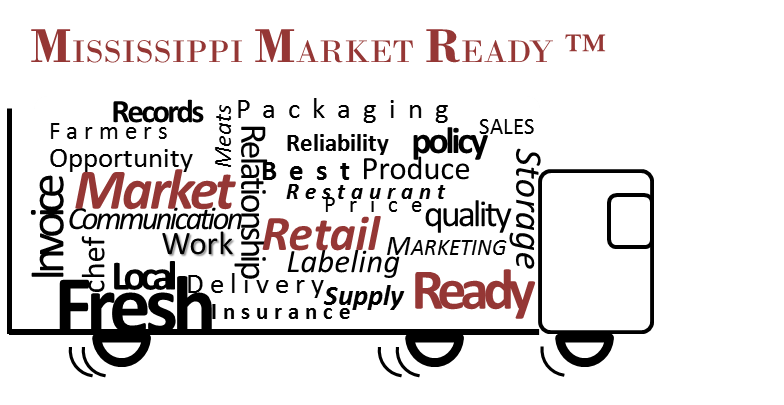 MISSISSIPPI MARKET READY ™
Records
Packaging
Farmers
Meats
SALES
Relationship
Reliability
policy
Opportunity
Best
Produce
Storage
Market
Restaurant
Invoice
Price
quality
Communication
Retail
Work
MARKETING
chef
Labeling
Local
Delivery
Supply
Ready
Fresh
Insurance